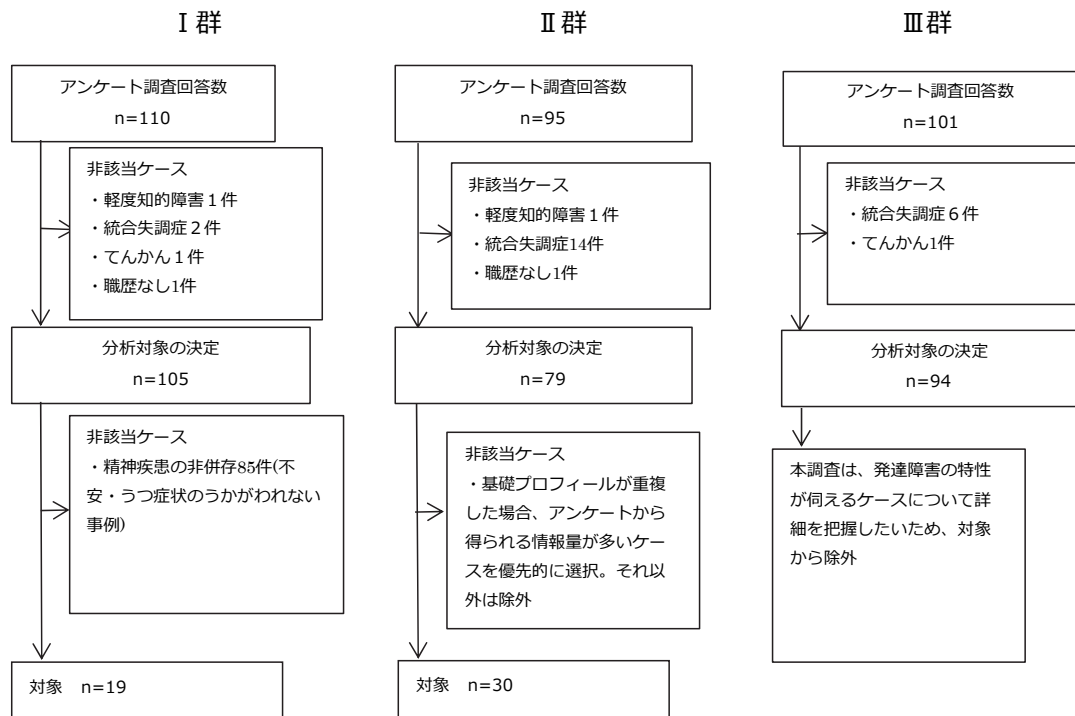 Ⅰ群
アンケート調査回答数
n=110
非該当ケース
・軽度知的障害１件
・統合失調症２件
・てんかん１件
・職歴なし1件
分析対象の決定
n=105
非該当ケース
・精神疾患の非併存85件(不
安・うつ症状のうかがわれない
事例)
対象　n=19
Ⅱ群
アンケート調査回答数
n=95
非該当ケース
・軽度知的障害１件
・統合失調症14件
・職歴なし1件
分析対象の決定
n=79
非該当ケース
・基礎プロフィールが重複
した場合、アンケートから
得られる情報量が多いケー
スを優先的に選択。それ以
外は除外
対象　n=30
Ⅲ群
アンケート調査回答数
n=101
非該当ケース
・統合失調症６件
・てんかん1件
分析対象の決定
n=94
本調査は、発達障害の特性
が伺えるケースについて詳
細を把握したいため、対象
から除外